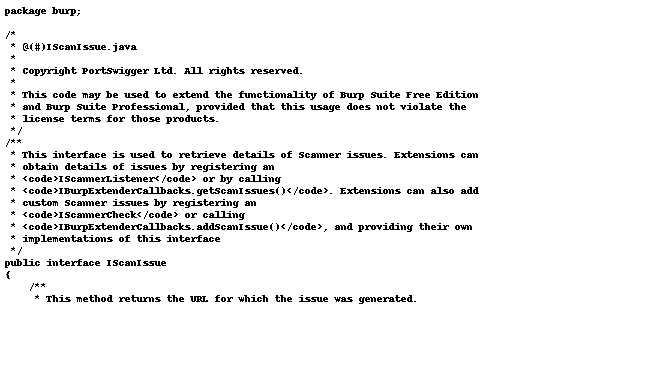 package burp;

/*
 * @(#)IScanIssue.java
 *
 * Copyright PortSwigger Ltd. All rights reserved.
 *
 * This code may be used to extend the functionality of Burp Suite Free Edition
 * and Burp Suite Professional, provided that this usage does not violate the
 * license terms for those products.
 */
/**
 * This interface is used to retrieve details of Scanner issues. Extensions can
 * obtain details of issues by registering an
 * <code>IScannerListener</code> or by calling
 * <code>IBurpExtenderCallbacks.getScanIssues()</code>. Extensions can also add
 * custom Scanner issues by registering an
 * <code>IScannerCheck</code> or calling
 * <code>IBurpExtenderCallbacks.addScanIssue()</code>, and providing their own
 * implementations of this interface
 */
public interface IScanIssue
{
    /**
     * This method returns the URL for which the issue was generated.